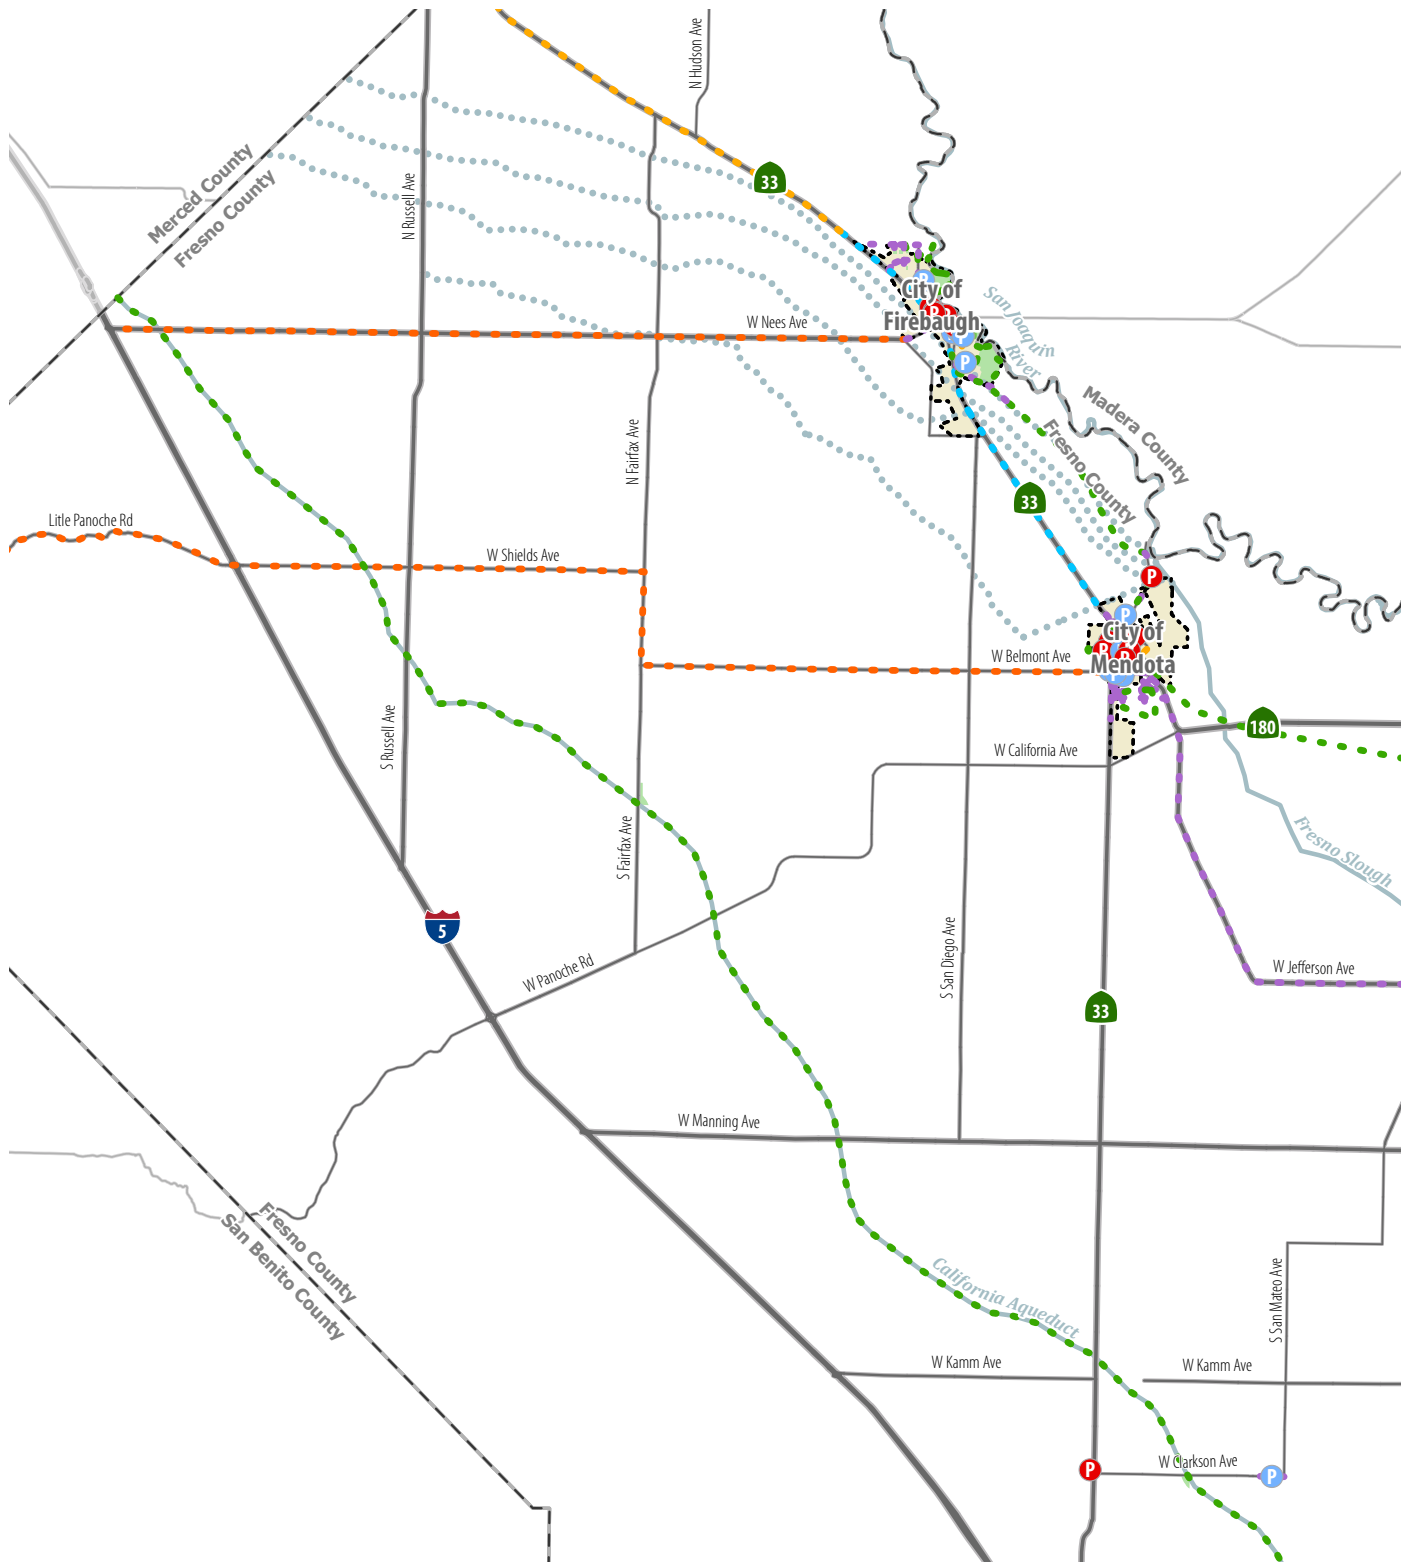 N Hudson Ave
33
Merced County
Fresno County
N Russell Ave
City of
Firebaugh
P
P
P
P
San Joaquin
River
W Nees Ave
Madera County
Fresno County
N Fairfax Ave
33
Little Panoche Rd
W Shields Ave
P
P
City of
Mendota
P
P
P
W Belmont Ave
180
S Russell Ave
W California Ave
S Fairfax Ave
Fresno Slough
5
W Panoche Rd
S San Diego Ave
W Jefferson Ave
33
W Manning Ave
Fresno County
San Benito County
California Aqueduct
S San Mateo Ave
W Kamm Ave
W Kamm Ave
P
W Clarkson Ave
P